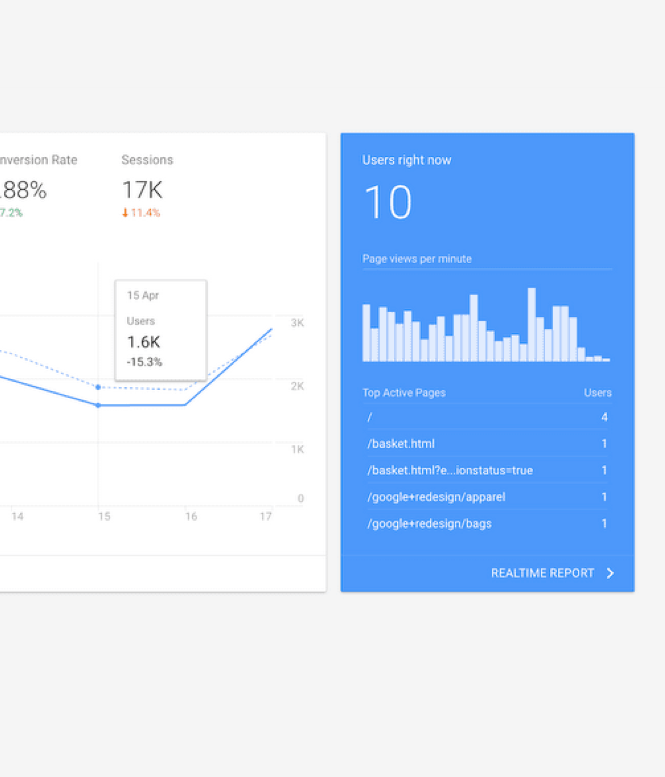 nversion Rate
Sessions
.88%
17K
7.2%
11.4%
15 Apr
Users
1.6K
-15.3%
3K
2K
1K
0
14
15
16
17
Users right now
10
Page views per minute
Top Active Pages Users
/ 4
/basket.html 1
/basket.html?e...ionstatus=true 1
/google+redesign/apparel 1
/google+redesign/bags 1
REALTIME REPORT